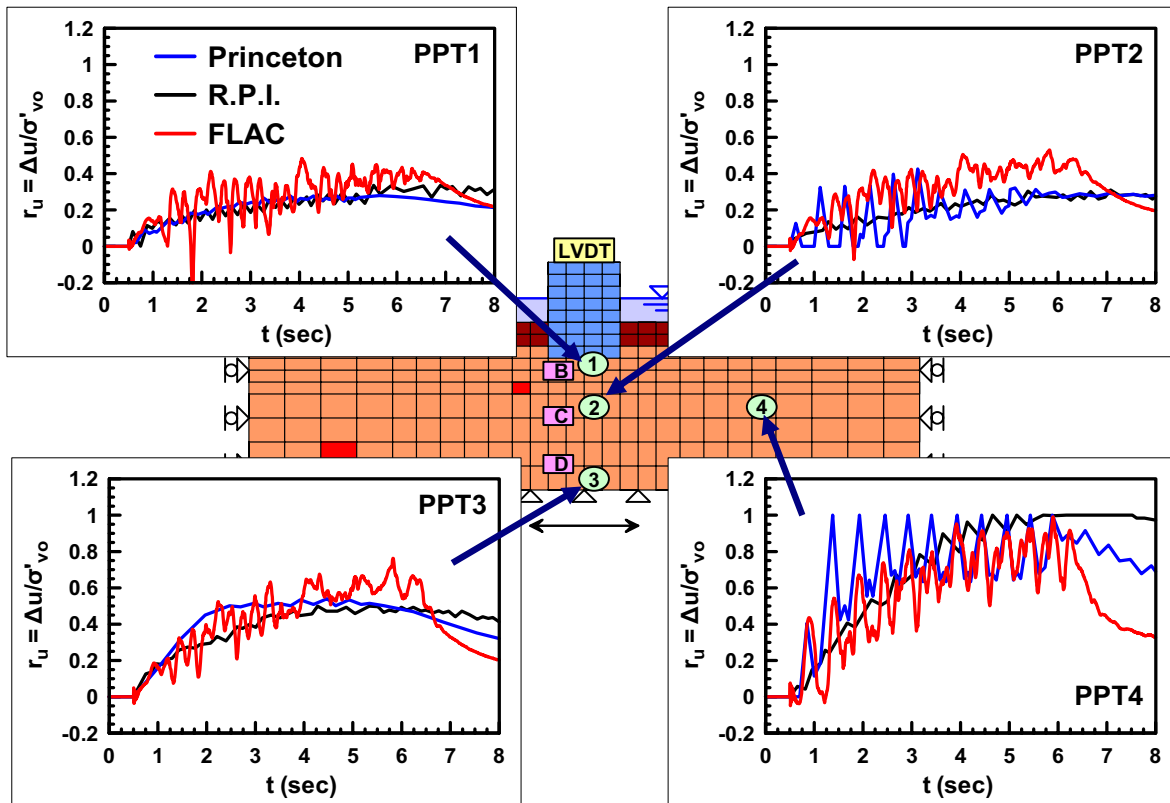 1.2
1
0.8
0.6
0.4
0.2
0
-0.2
r_u = Δu/σ'_vo
Princeton
R.P.I.
FLAC
PPT1
0 1 2 3 4 5 6 7 8
t (sec)
1.2
1
0.8
0.6
0.4
0.2
0
-0.2
r_u = Δu/σ'_vo
PPT2
0 1 2 3 4 5 6 7 8
t (sec)
LVDT
B
1
C
2
4
D
3
1.2
1
0.8
0.6
0.4
0.2
0
-0.2
r_u = Δu/σ'_vo
PPT3
0 1 2 3 4 5 6 7 8
t (sec)
1.2
1
0.8
0.6
0.4
0.2
0
-0.2
r_u = Δu/σ'_vo
PPT4
0 1 2 3 4 5 6 7 8
t (sec)